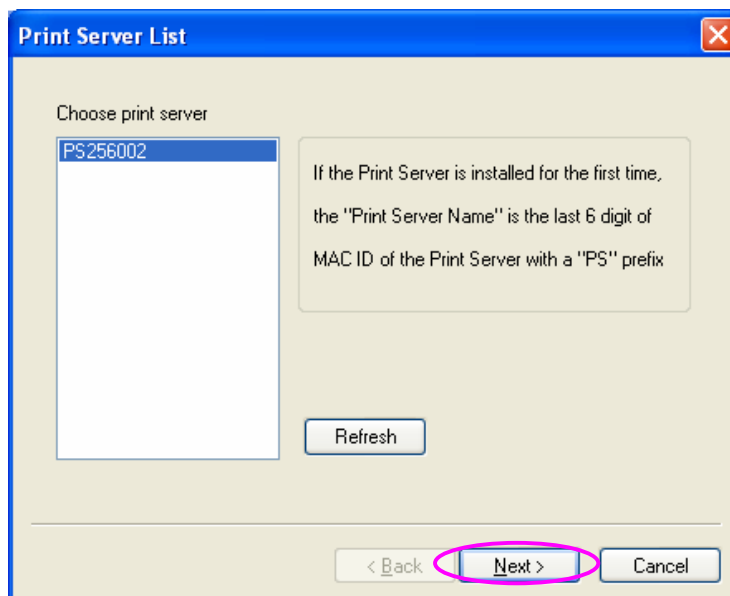 Print Server List
Choose print server
PS256002
If the Print Server is installed for the first time,
the "Print Server Name" is the last 6 digit of
MAC ID of the Print Server with a "PS" prefix
Refresh
< Back
Next >
Cancel